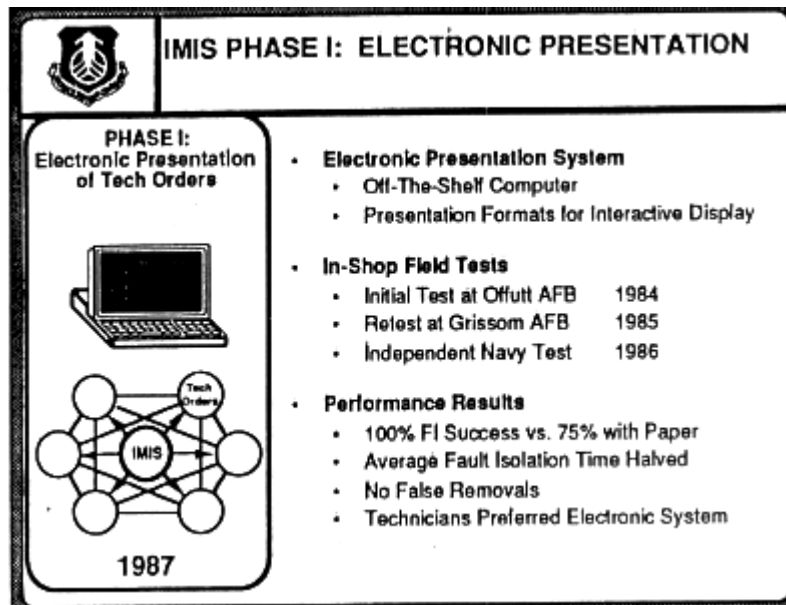 IMIS PHASE I: ELECTRONIC PRESENTATION
PHASE I:
Electronic Presentation
of Tech Orders
Tech
Orders
IMIS
1987
• Electronic Presentation System
• Off-The-Shelf Computer
• Presentation Formats for Interactive Display
• In-Shop Field Tests
• Initial Test at Offutt AFB 1984
• Retest at Grissom AFB 1985
• Independent Navy Test 1986
• Performance Results
• 100% FI Success vs. 75% with Paper
• Average Fault Isolation Time Halved
• No False Removals
• Technicians Preferred Electronic System